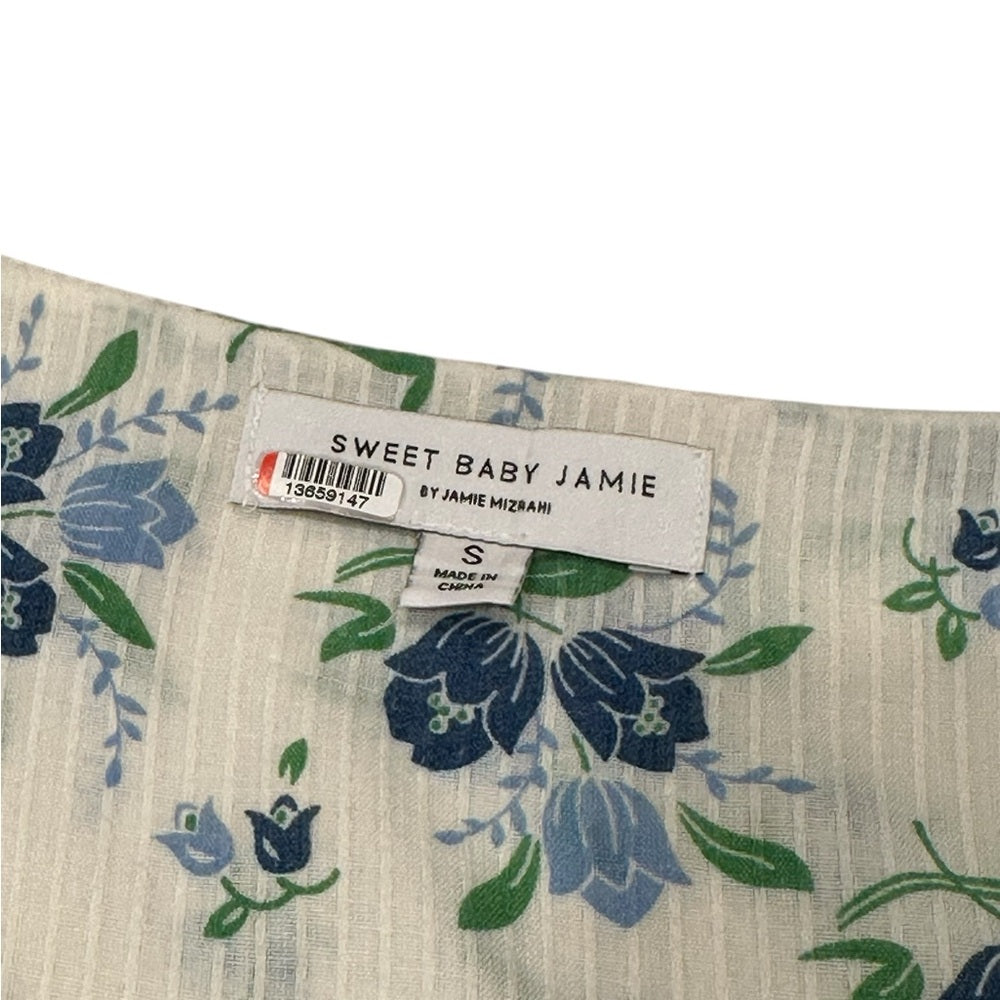 SWEET BABY JAMIE
BY JAMIE MIZRAHI
13659147
S
MADE IN
CHINA